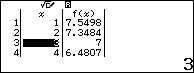 √ R
x f(x)
1 1 7.5498
2 2 7.3484
3 3 7
4 4 6.4807
3